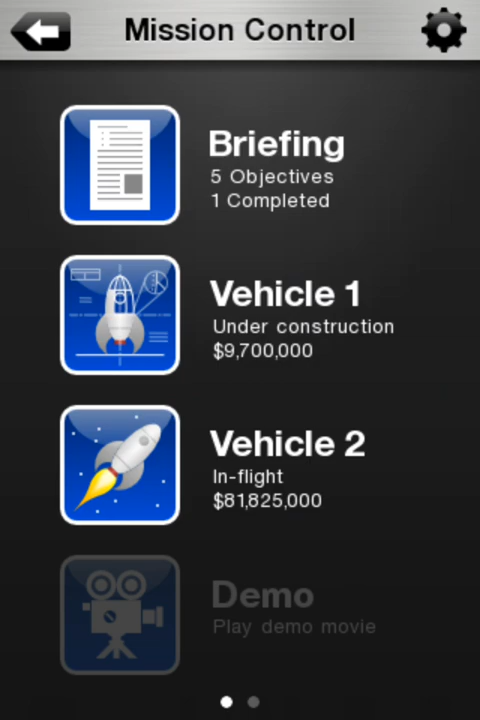 Mission Control
Briefing
5 Objectives
1 Completed
Vehicle 1
Under construction
$9,700,000
Vehicle 2
In-flight
$81,825,000
Demo
Play demo movie